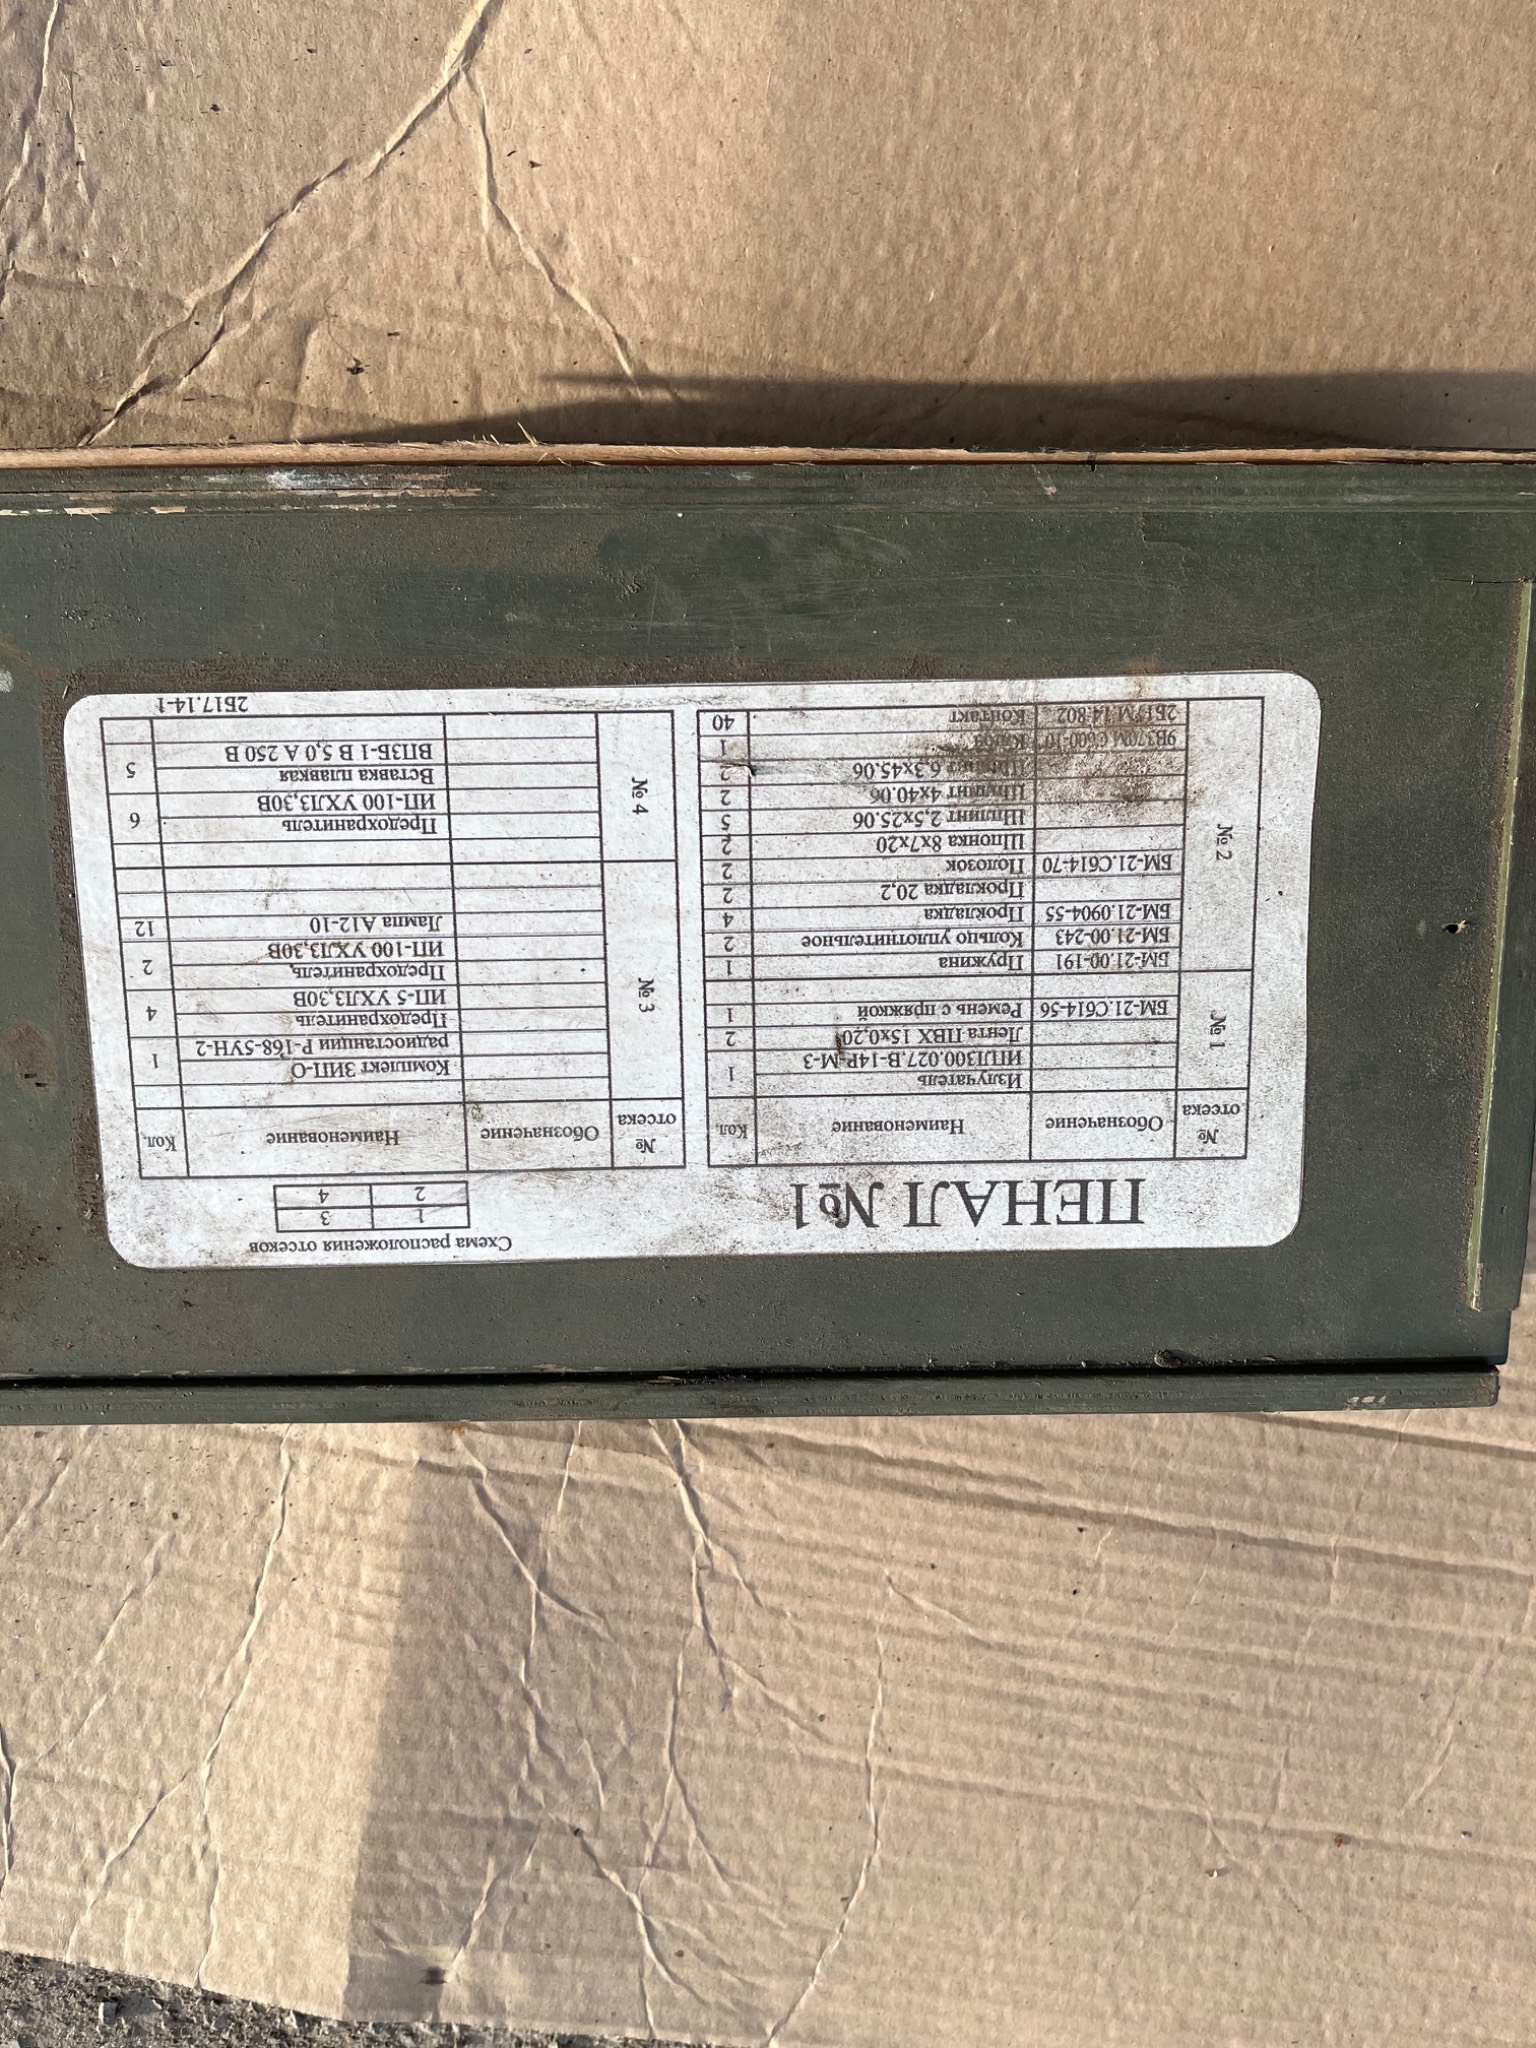 ПЕНАЛ №1
Схема расположения отсеков
1 3
2 4
№ отсека Обозначение Наименование Кол.
№ 1
Излучатель
ИПЛ300.027.В-14Р-М-3 1
Лента ПВХ 15х0,20 2
БМ-21.С614-56 Ремень с пряжкой 1
№ 2
БМ-21.00-191 Пружина 1
БМ-21.00-243 Кольцо уплотнительное 2
БМ-21.0904-55 Прокладка 4
Прокладка 20,2 2
БМ-21.С614-70 Полозок 2
Шпонка 8х7х20 2
Шплинт 2,5х25.06 5
Шплинт 4х40.06 2
Шплинт 6,3х45.06 2
9В370М 1
2Б17М.14.802 Контакт 40
№ отсека Обозначение Наименование Кол.
№ 3
Комплект ЗИП-О
радиостанции Р-168-5УН-2 1
Предохранитель
ИП-5 УХЛ3,30В 4
Предохранитель,
ИП-100 УХЛ3,30В 2
Лампа А12-10 12
№ 4
Предохранитель
ИП-100 УХЛ3,30В 6
Вставка плавкая
ВП3Б-1 В 5,0 А 250 В 5
2Б17.14-1